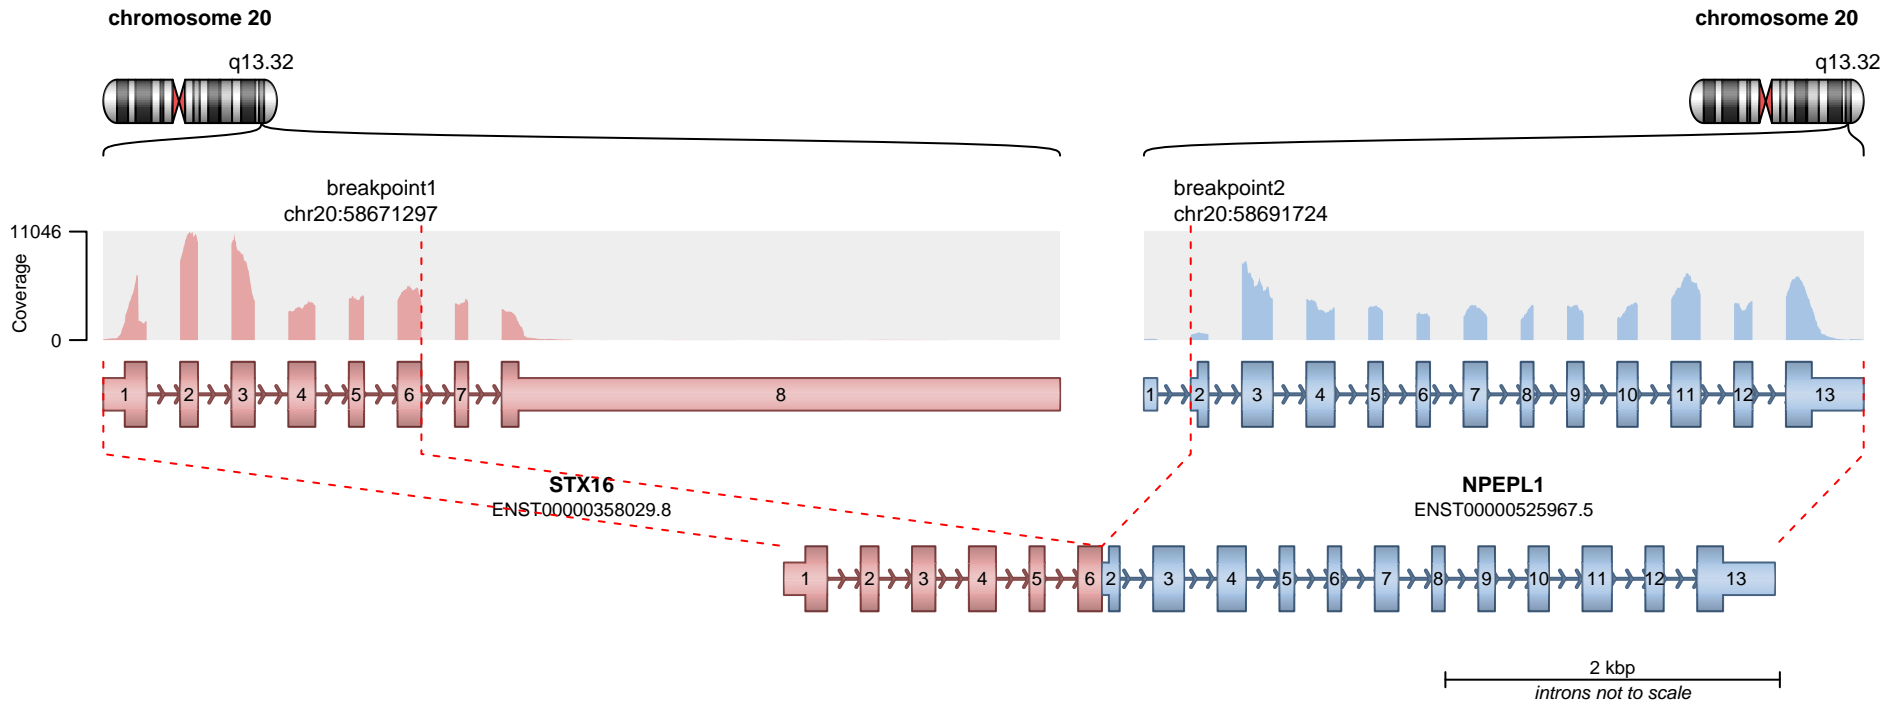 chromosome 20
chromosome 20
q13.32
q13.32
breakpoint1
chr20:58671297
breakpoint2
chr20:58691724
11046
Coverage
0
1 2 3 4 5 6 7 8
1 2 3 4 5 6 7 8 9 10 11 12 13
STX16
ENST00000358029.8
NPEPL1
ENST00000525967.5
1 2 3 4 5 6 2 3 4 5 6 7 8 9 10 11 12 13
2 kbp
introns not to scale